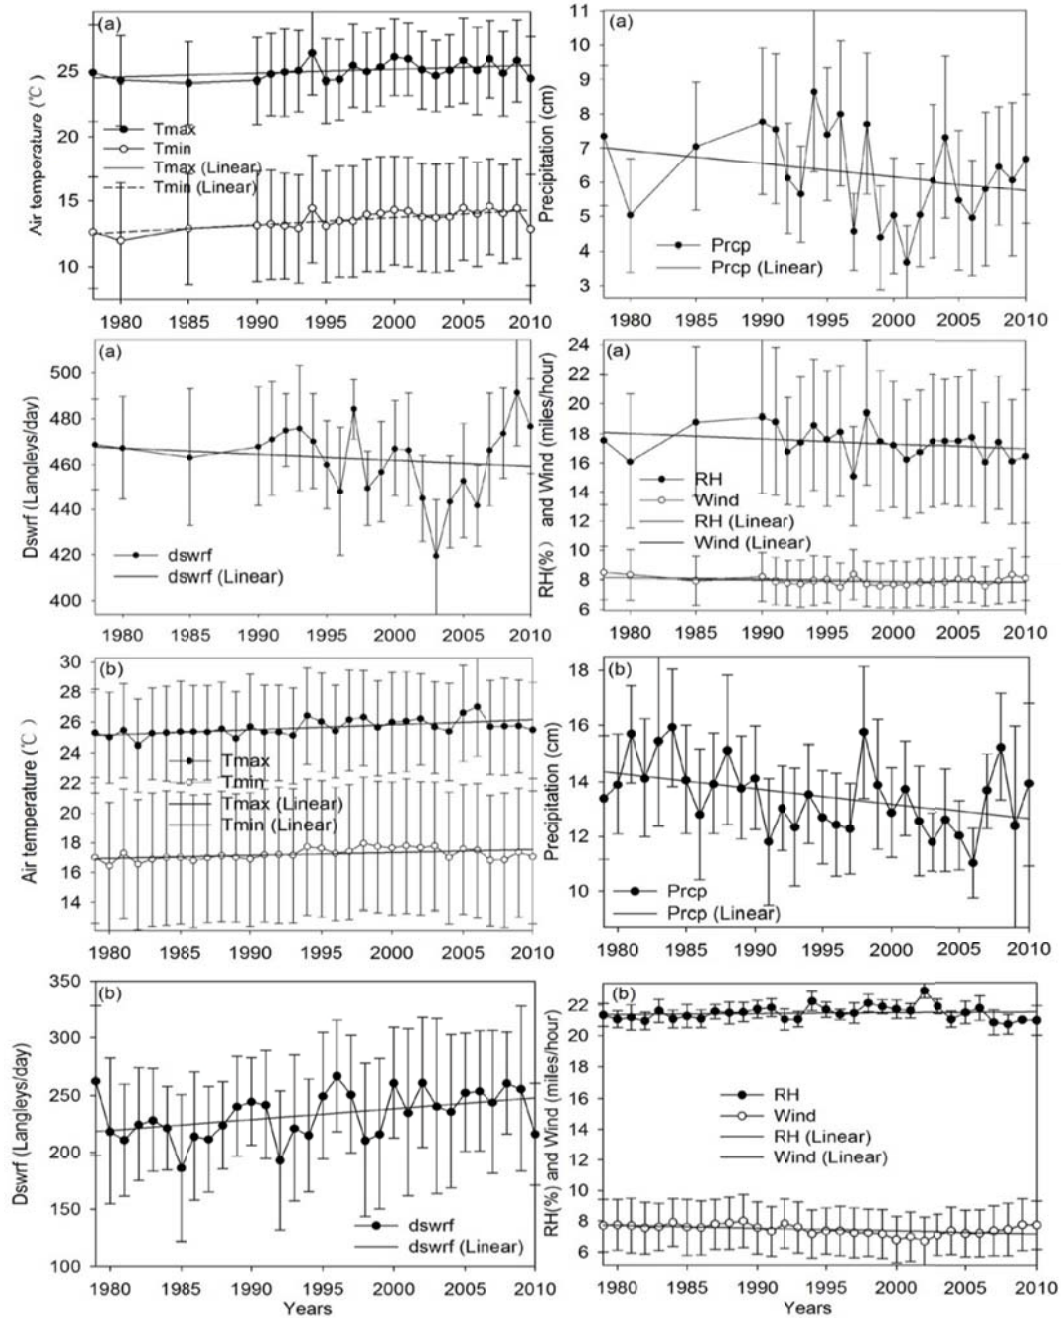 (a)
Air temperature (℃)
25
20
15
10
Tmax
Tmin
Tmax (Linear)
Tmin (Linear)
1980 1985 1990 1995 2000 2005 2010
(a)
Precipitation (cm)
11
10
9
8
7
6
5
4
3
Prcp
Prcp (Linear)
1980 1985 1990 1995 2000 2005 2010
(a)
Dswrf (Langleys/day)
500
480
460
440
420
400
dswrf
dswrf (Linear)
1980 1985 1990 1995 2000 2005 2010
(a)
RH(%) and Wind (miles/hour)
24
22
20
18
16
14
12
10
8
6
RH
Wind
RH (Linear)
Wind (Linear)
1980 1985 1990 1995 2000 2005 2010
(b)
Air temperature (℃)
30
28
26
24
22
20
18
16
14
Tmax
Tmin
Tmax (Linear)
Tmin (Linear)
1980 1985 1990 1995 2000 2005 2010
(b)
Precipitation (cm)
18
16
14
12
10
Prcp
Prcp (Linear)
1980 1985 1990 1995 2000 2005 2010
(b)
Dswrf (Langleys/day)
350
300
250
200
150
100
dswrf
dswrf (Linear)
1980 1985 1990 1995 2000 2005 2010
Years
(b)
RH(%) and Wind (miles/hour)
22
20
18
16
14
12
10
8
6
RH
Wind
RH (Linear)
Wind (Linear)
1980 1985 1990 1995 2000 2005 2010
Years